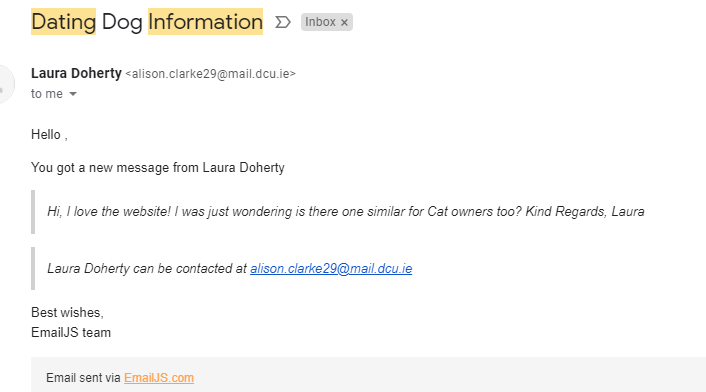 Dating Dog Information Inbox ×
Laura Doherty <alison.clarke29@mail.dcu.ie>
to me
Hello ,
You got a new message from Laura Doherty
Hi, I love the website! I was just wondering is there one similar for Cat owners too? Kind Regards, Laura
Laura Doherty can be contacted at alison.clarke29@mail.dcu.ie
Best wishes,
EmailJS team
Email sent via EmailJS.com